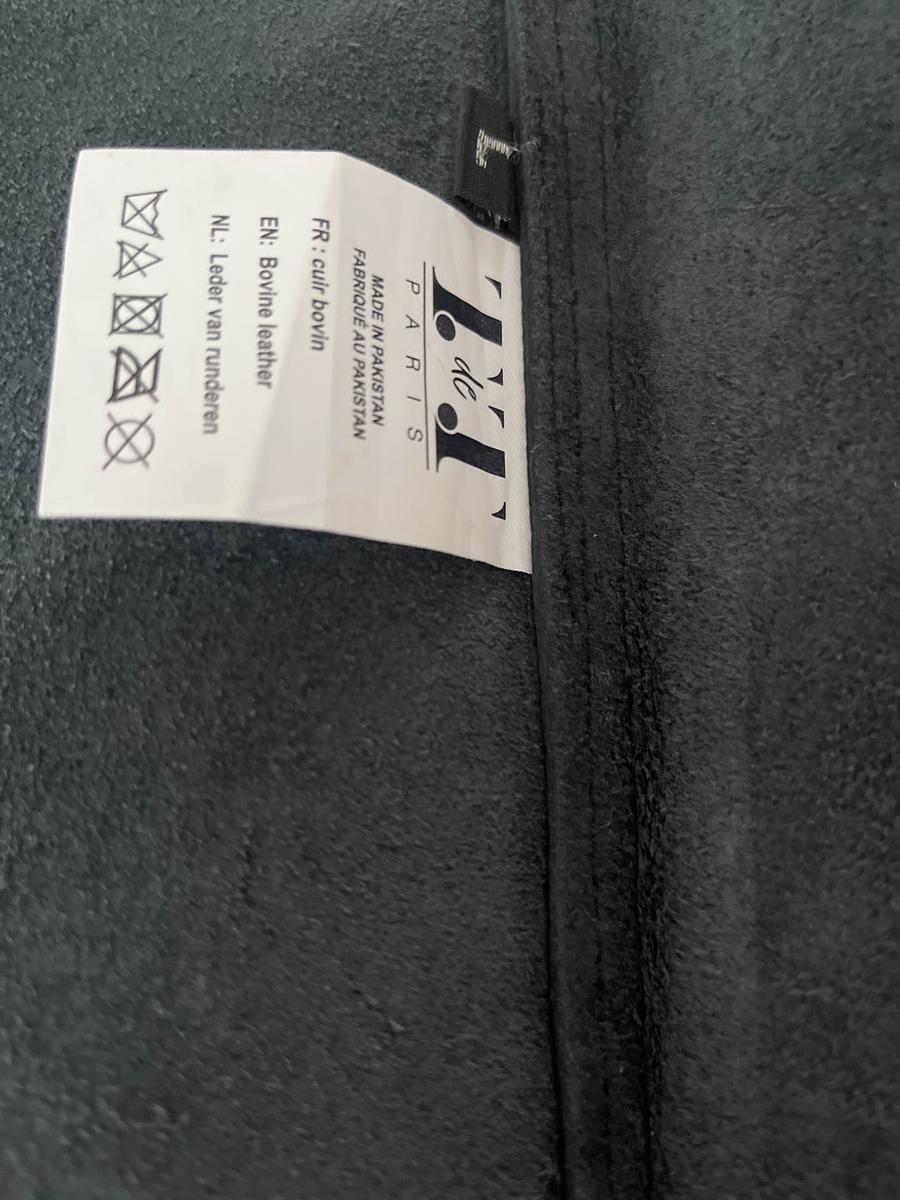 L
de
PARIS
MADE IN PAKISTAN
FABRIQUÉ AU PAKISTAN
FR : cuir bovin
EN: Bovine leather
NL: Leder van runderen